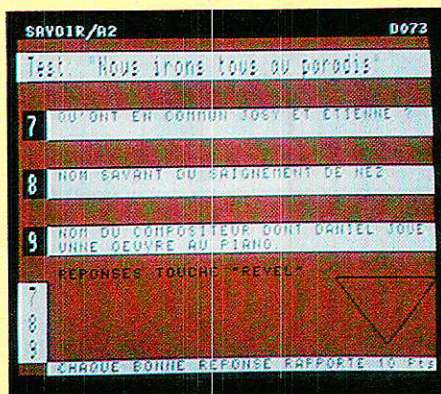 SAVOIR/A2 D073
Test: "Nous irons tous au paradis"
7 QU'ONT EN COMMUN JOSY ET ETIENNE ?
8 NOM SAVANT DU SAIGNEMENT DE NEZ
9 NOM DU COMPOSITEUR DONT DANIEL JOUE
UNNE OEUVRE AU PIANO.
REPONSES TOUCHE "REVEL"
7
8
9
CHAQUE BONNE REPONSE RAPPORTE 10 Pts